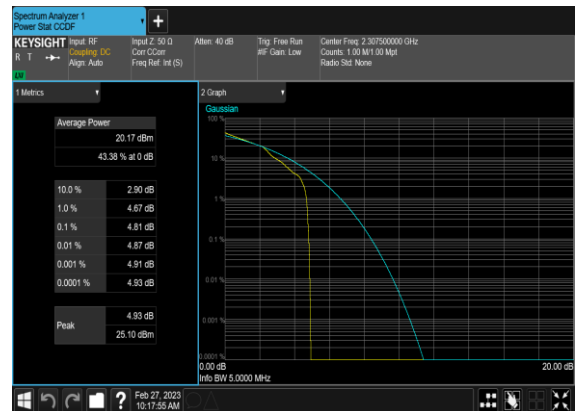 Spectrum Analyzer 1
Power Stat CCDF
+
KEYSIGHT
R T
LV
Input: RF
Coupling: DC
Align: Auto
Input Z: 50 Ω
Corr CCorr
Freq Ref: Int (S)
Atten: 40 dB
Trig: Free Run
#IF Gain: Low
Center Freq: 2.307500000 GHz
Counts: 1.00 M/1.00 Mpt
Radio Std: None
1 Metrics
Average Power
20.17 dBm
43.38 % at 0 dB
10.0 % 2.90 dB
1.0 % 4.67 dB
0.1 % 4.81 dB
0.01 % 4.87 dB
0.001 % 4.91 dB
0.0001 % 4.93 dB
Peak
4.93 dB
25.10 dBm
2 Graph
Gaussian
100 %
10 %
1 %
0.1 %
0.01 %
0.001 %
0.0001 %
0.00 dB
20.00 dB
Info BW 5.0000 MHz
?
Feb 27, 2023
10:17:55 AM